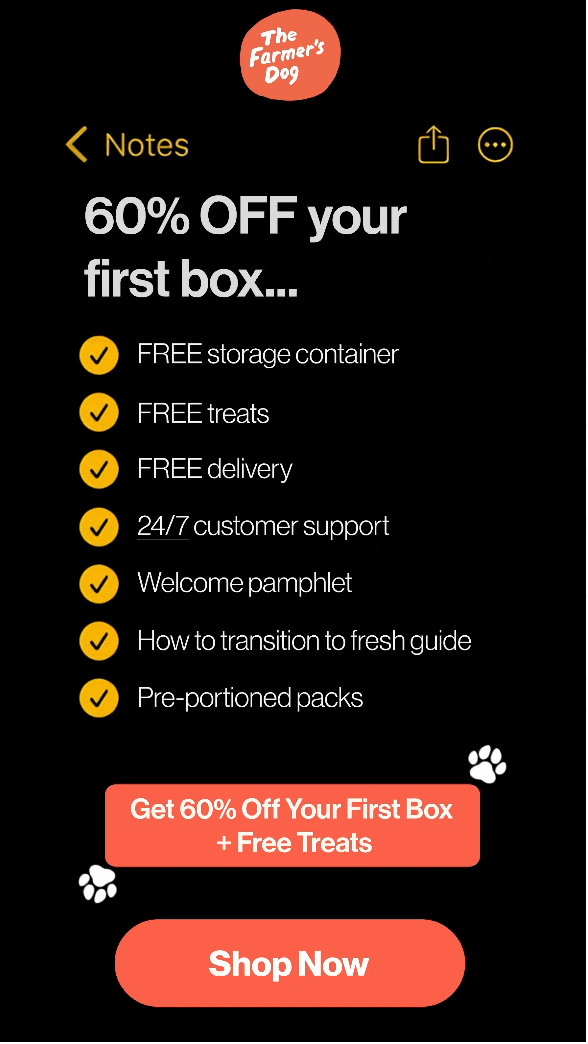 The
Farmer's
Dog
Notes
60% OFF your
first box...
FREE storage container
FREE treats
FREE delivery
24/7 customer support
Welcome pamphlet
How to transition to fresh guide
Pre-portioned packs
Get 60% Off Your First Box
+ Free Treats
Shop Now